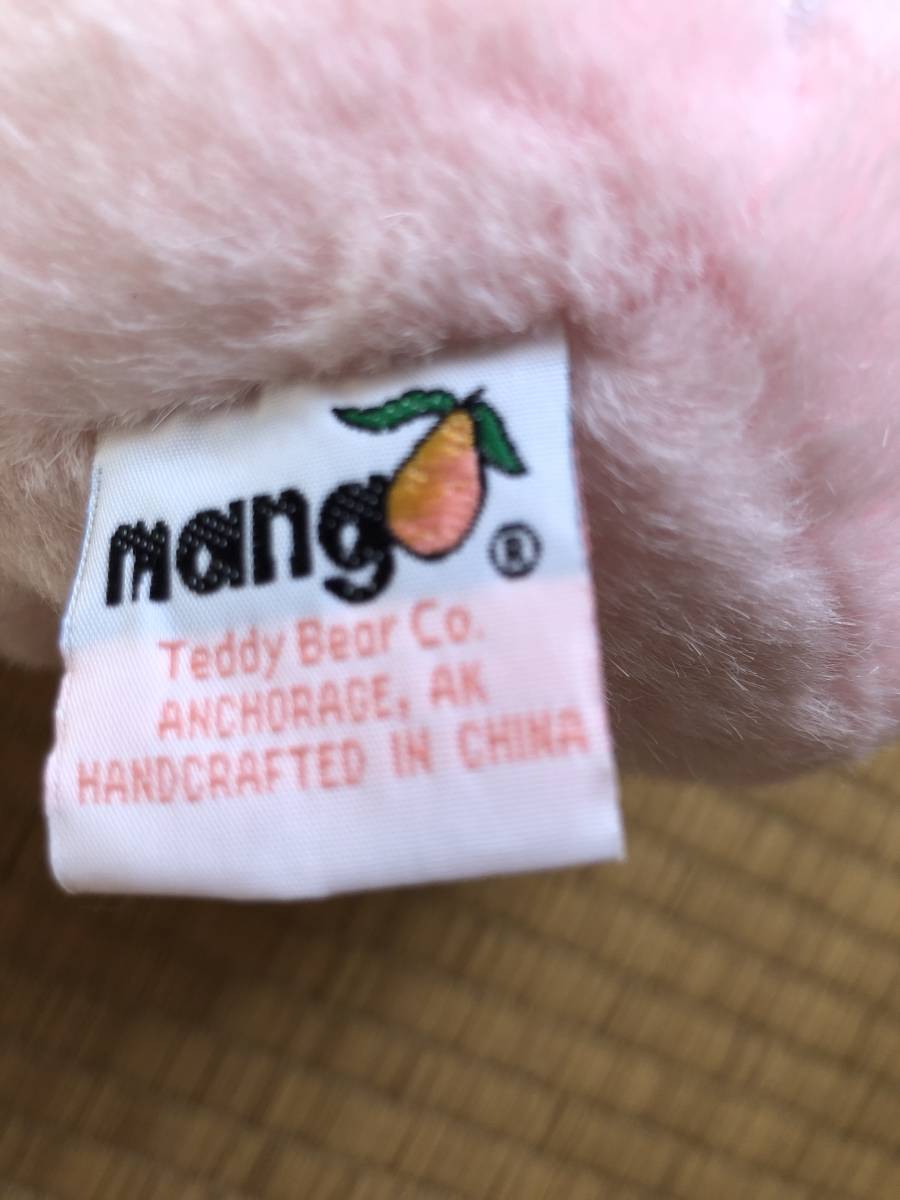 mango ®
Teddy Bear Co.
ANCHORAGE, AK
HANDCRAFTED IN CHINA